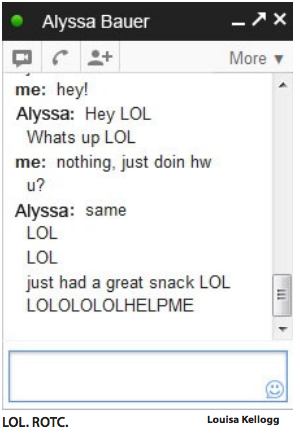 Alyssa Bauer
More
me: hey!
Alyssa: Hey LOL
Whats up LOL
me: nothing, just doin hw
u?
Alyssa: same
LOL
LOL
just had a great snack LOL
LOLOLOLOLHELPME
LOL. ROTC.
Louisa Kellogg